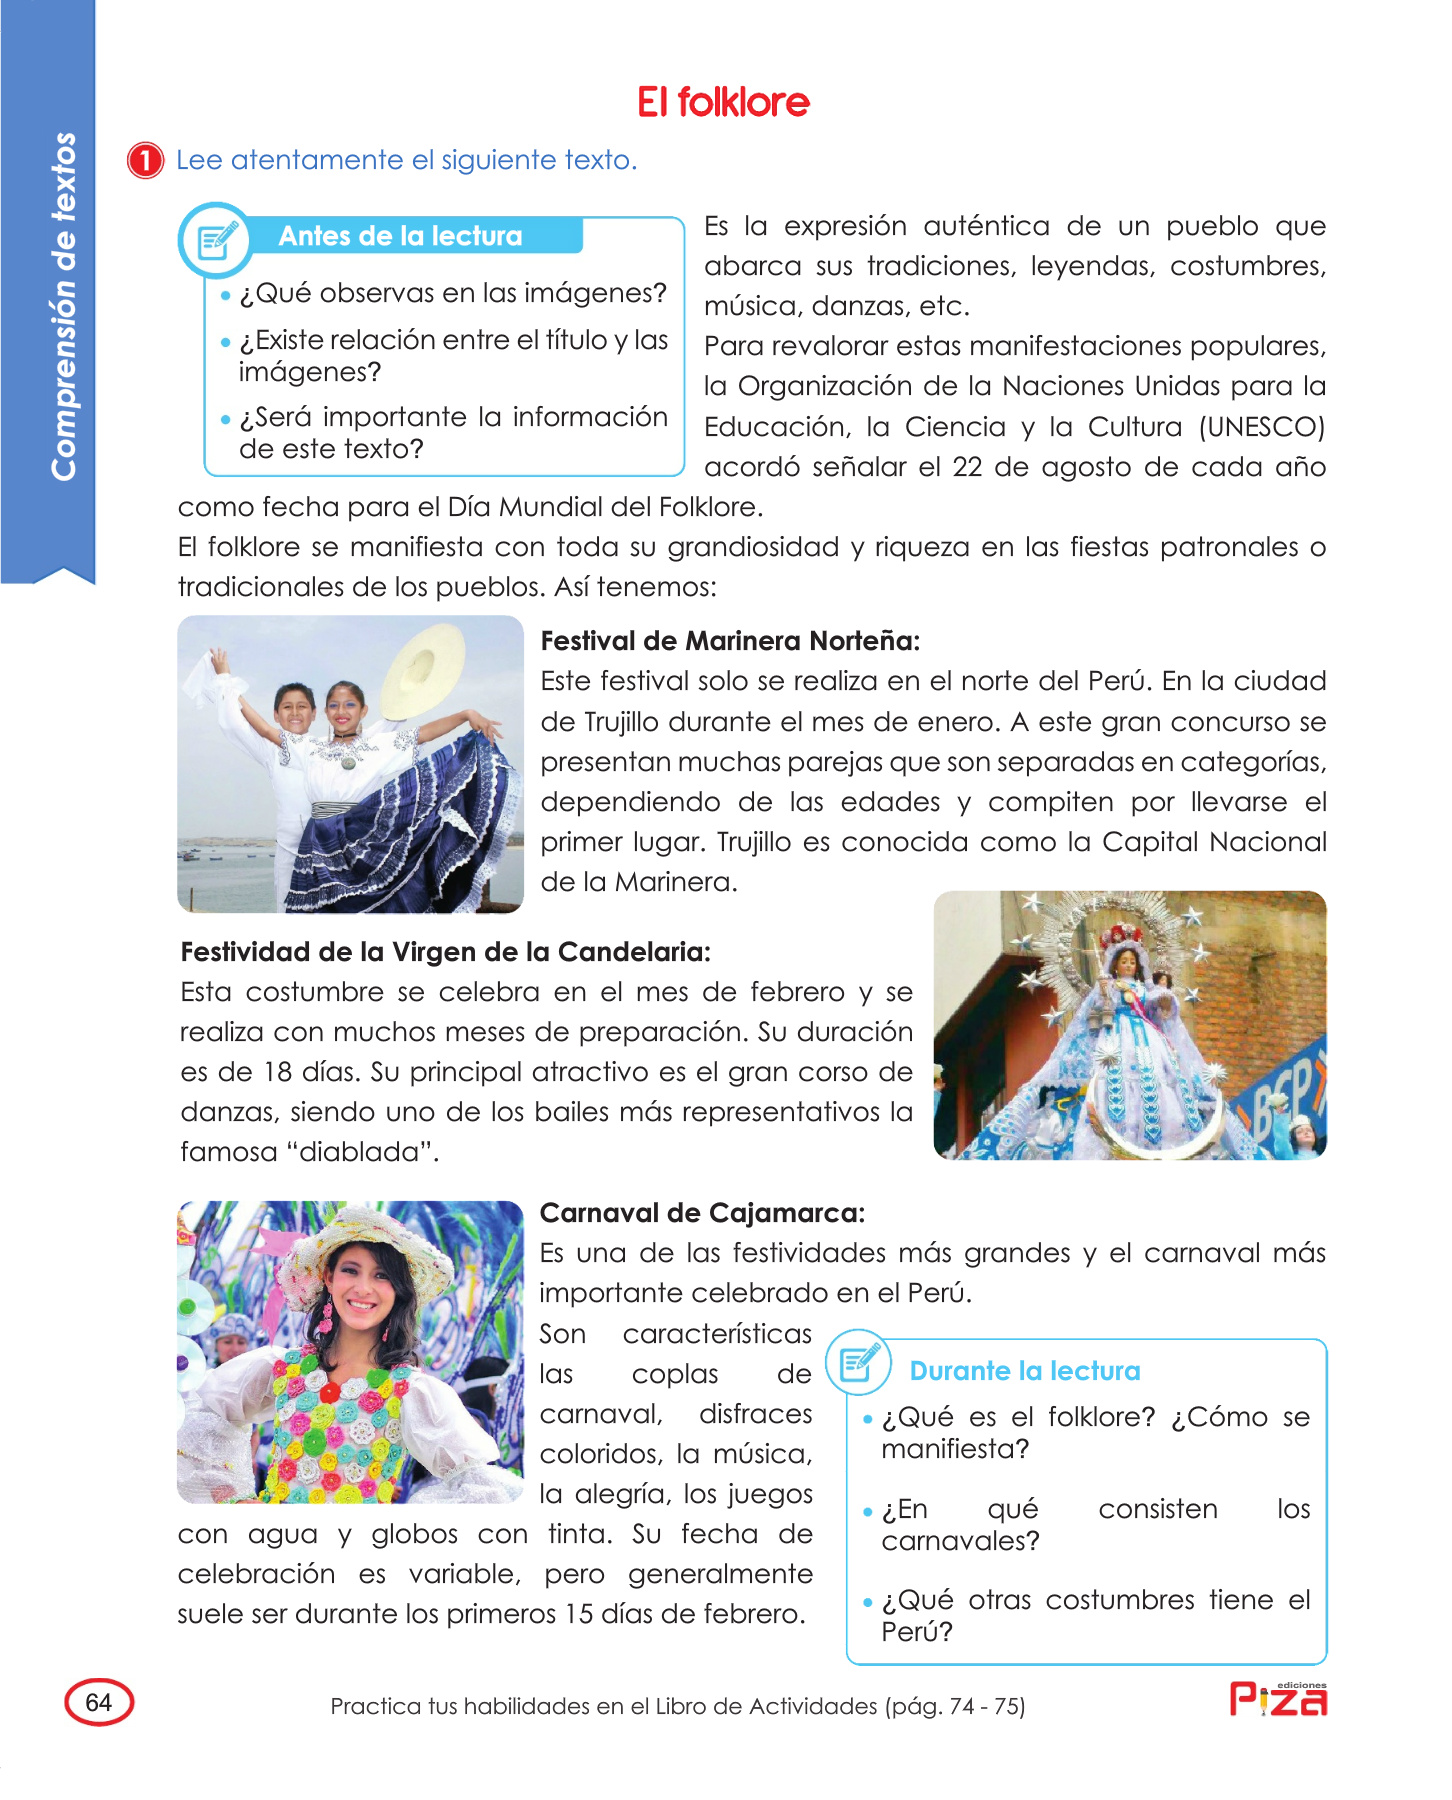 Comprensión de textos
El folklore
1 Lee atentamente el siguiente texto.
Antes de la lectura
• ¿Qué observas en las imágenes?
• ¿Existe relación entre el título y las
imágenes?
• ¿Será importante la información
de este texto?
Es la expresión auténtica de un pueblo que
abarca sus tradiciones, leyendas, costumbres,
música, danzas, etc.
Para revalorar estas manifestaciones populares,
la Organización de la Naciones Unidas para la
Educación, la Ciencia y la Cultura (UNESCO)
acordó señalar el 22 de agosto de cada año
como fecha para el Día Mundial del Folklore.
El folklore se manifiesta con toda su grandiosidad y riqueza en las fiestas patronales o
tradicionales de los pueblos. Así tenemos:
Festival de Marinera Norteña:
Este festival solo se realiza en el norte del Perú. En la ciudad
de Trujillo durante el mes de enero. A este gran concurso se
presentan muchas parejas que son separadas en categorías,
dependiendo de las edades y compiten por llevarse el
primer lugar. Trujillo es conocida como la Capital Nacional
de la Marinera.
Festividad de la Virgen de la Candelaria:
Esta costumbre se celebra en el mes de febrero y se
realiza con muchos meses de preparación. Su duración
es de 18 días. Su principal atractivo es el gran corso de
danzas, siendo uno de los bailes más representativos la
famosa “diablada”.
BCP
Carnaval de Cajamarca:
Es una de las festividades más grandes y el carnaval más
importante celebrado en el Perú.
Son características
las coplas de
carnaval, disfraces
coloridos, la música,
la alegría, los juegos
con agua y globos con tinta. Su fecha de
celebración es variable, pero generalmente
suele ser durante los primeros 15 días de febrero.
Durante la lectura
• ¿Qué es el folklore? ¿Cómo se
manifiesta?
• ¿En qué consisten los
carnavales?
• ¿Qué otras costumbres tiene el
Perú?
64
Practica tus habilidades en el Libro de Actividades (pág. 74 - 75)
ediciones
Piza